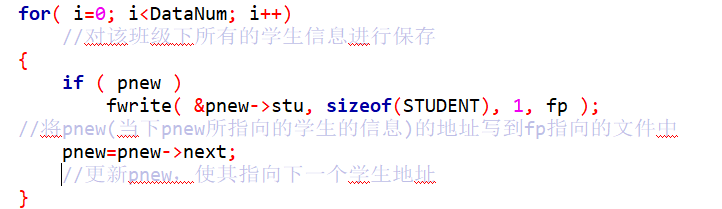 for( i=0; i<DataNum; i++)
//对该班级下所有的学生信息进行保存
{
if ( pnew )
fwrite( &pnew->stu, sizeof(STUDENT), 1, fp );
//将pnew(当下pnew所指向的学生的信息)的地址写到fp指向的文件中
pnew=pnew->next;
//更新pnew，使其指向下一个学生地址
}